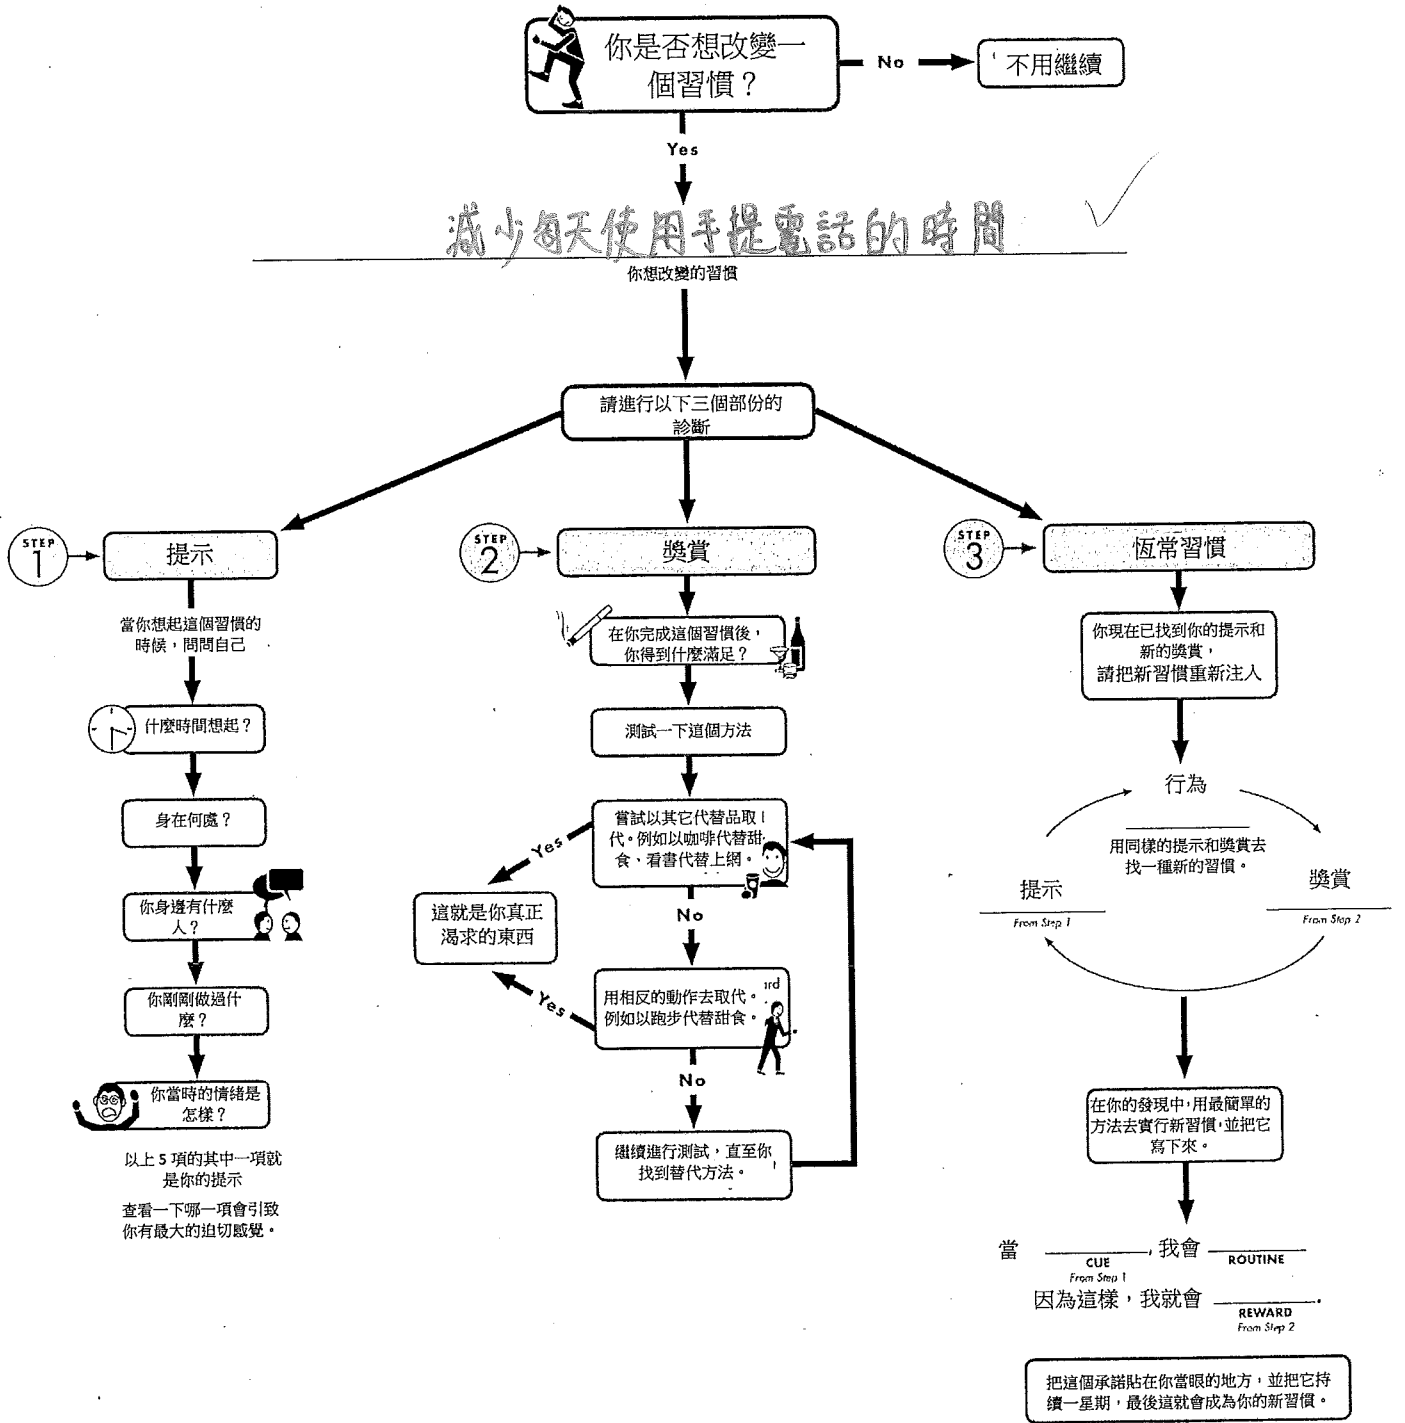 你是否想改變一
個習慣？
No
不用繼續
Yes
減少每天使用手提電話的時間
你想改變的習慣
請進行以下三個部份的
診斷
STEP
1
提示
當你想起這個習慣的
時候，問問自己
什麼時間想起？
身在何處？
你身邊有什麼
人？
你剛剛做過什
麼？
你當時的情緒是
怎樣？
以上 5 項的其中一項就
是你的提示
查看一下哪一項會引致
你有最大的迫切感覺。
STEP
2
獎賞
在你完成這個習慣後，
你得到什麼滿足？
測試一下這個方法
嘗試以其它代替品取
代。例如以咖啡代替甜
食、看書代替上網。
Yes
No
這就是你真正
渴求的東西
用相反的動作去取代。
例如以跑步代替甜食。
rd
Yes
No
繼續進行測試，直至你
找到替代方法。
STEP
3
恆常習慣
你現在已找到你的提示和
新的獎賞，
請把新習慣重新注入
行為
用同樣的提示和獎賞去
找一種新的習慣。
提示
From Step 1
獎賞
From Step 2
在你的發現中，用最簡單的
方法去實行新習慣，並把它
寫下來。
當 ，我會
CUE
From Step 1
ROUTINE
因為這樣，我就會 .
REWARD
From Step 2
把這個承諾貼在你當眼的地方，並把它持
續一星期，最後這就會成為你的新習慣。